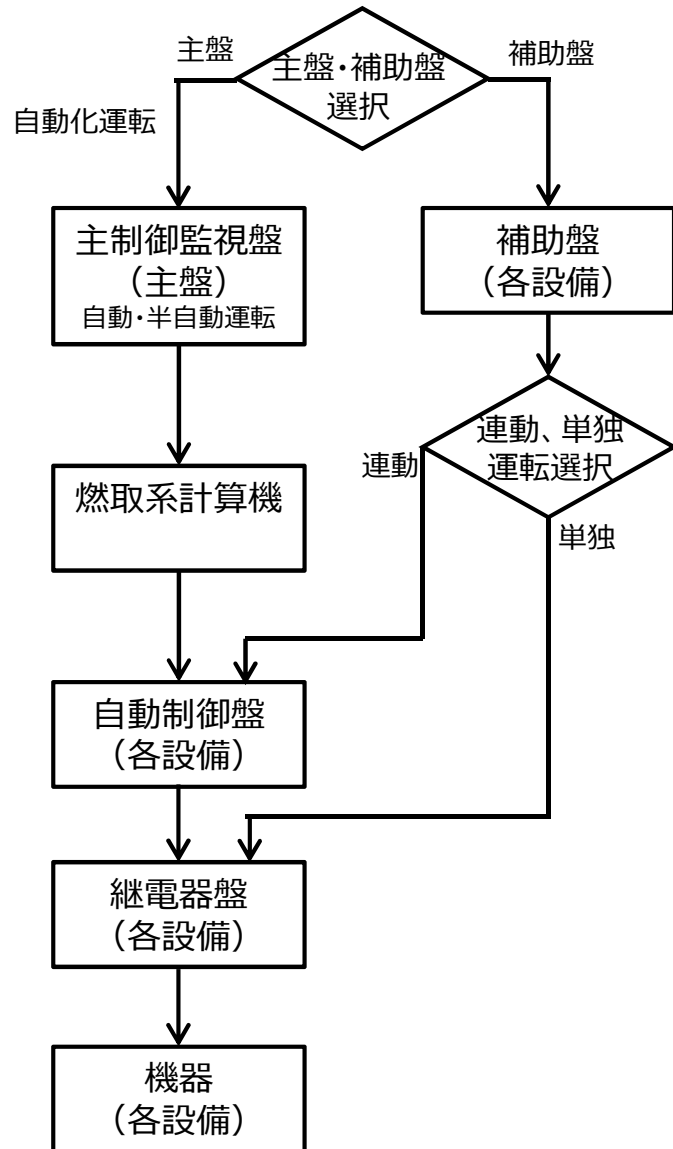 主盤
主盤・補助盤
選択
補助盤
自動化運転
主制御監視盤
（主盤）
自動・半自動運転
補助盤
（各設備）
連動、単独
運転選択
連動
単独
燃取系計算機
自動制御盤
（各設備）
継電器盤
（各設備）
機器
（各設備）